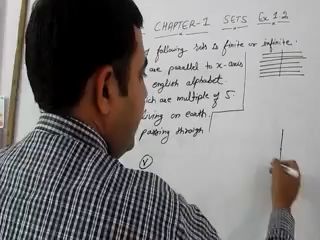 CHAPTER-1 SETS Ex 1.2
following sets is finite or infinite.
are parallel to x-axis
english alphabet.
are multiple of 5.
living on earth.
passing through
(V)